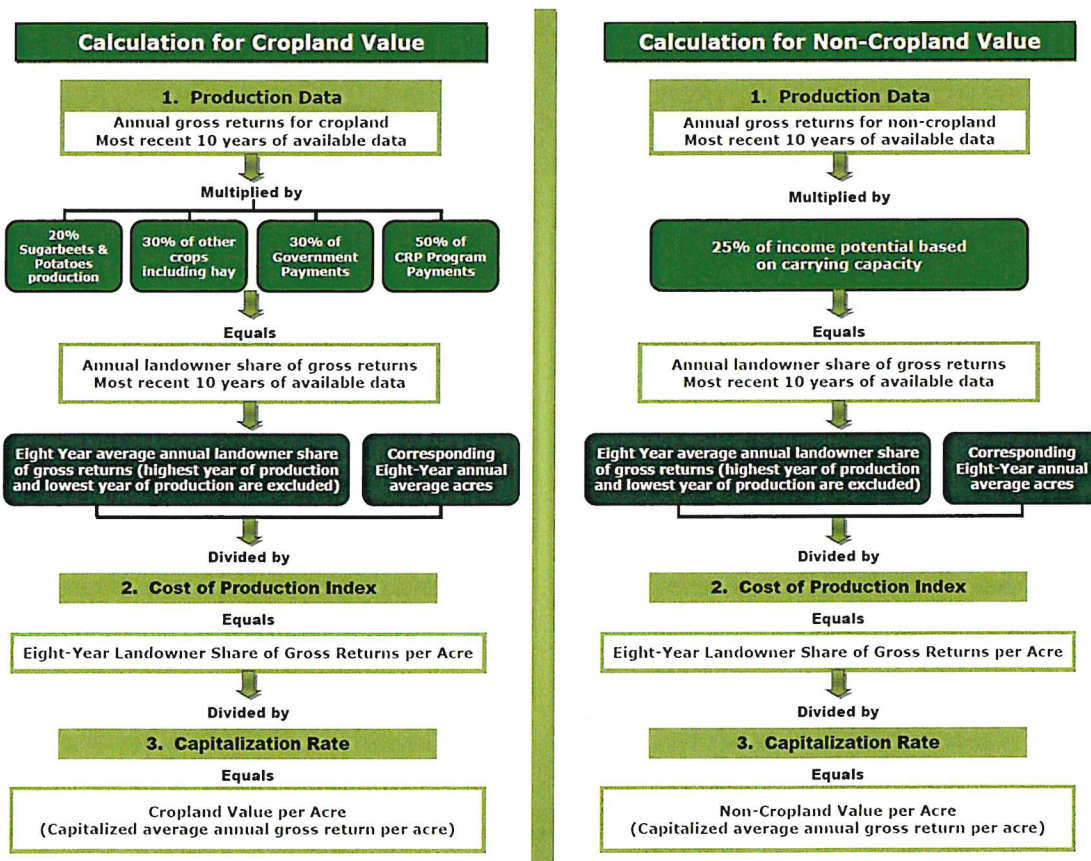 Calculation for Cropland Value
1. Production Data
Annual gross returns for cropland
Most recent 10 years of available data
Multiplied by
20%
Sugarbeets &
Potatoes
production
30% of other
crops
including hay
30% of
Government
Payments
50% of
CRP Program
Payments
Equals
Annual landowner share of gross returns
Most recent 10 years of available data
Eight Year average annual landowner share
of gross returns (highest year of production
and lowest year of production are excluded)
Corresponding
Eight-Year annual
average acres
Divided by
2. Cost of Production Index
Equals
Eight-Year Landowner Share of Gross Returns per Acre
Divided by
3. Capitalization Rate
Equals
Cropland Value per Acre
(Capitalized average annual gross return per acre)
Calculation for Non-Cropland Value
1. Production Data
Annual gross returns for non-cropland
Most recent 10 years of available data
Multiplied by
25% of income potential based
on carrying capacity
Equals
Annual landowner share of gross returns
Most recent 10 years of available data
Eight Year average annual landowner share
of gross returns (highest year of production
and lowest year of production are excluded)
Corresponding
Eight-Year annual
average acres
Divided by
2. Cost of Production Index
Equals
Eight-Year Landowner Share of Gross Returns per Acre
Divided by
3. Capitalization Rate
Equals
Non-Cropland Value per Acre
(Capitalized average annual gross return per acre)